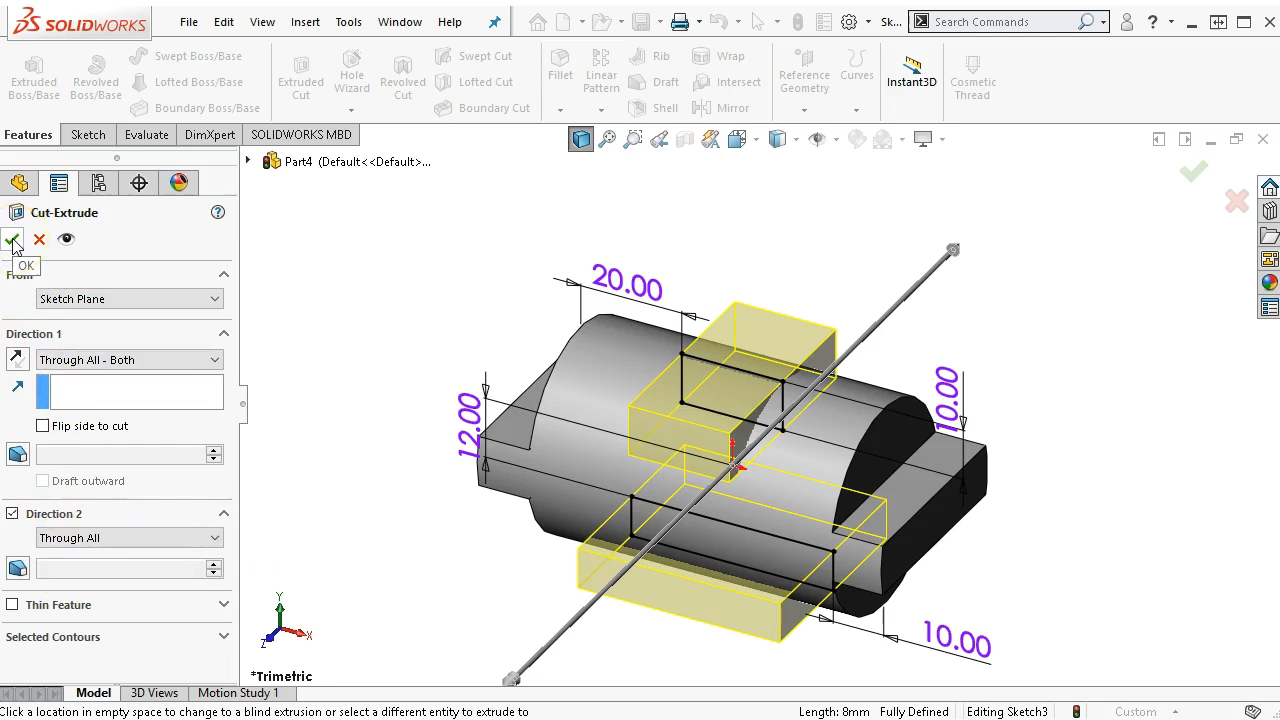 SOLIDWORKS
File Edit View Insert Tools Window Help
Sk...
Search Commands
Extruded Boss/Base
Revolved Boss/Base
Swept Boss/Base
Lofted Boss/Base
Boundary Boss/Base
Extruded Cut
Hole Wizard
Revolved Cut
Swept Cut
Lofted Cut
Boundary Cut
Fillet
Linear Pattern
Rib
Draft
Shell
Wrap
Intersect
Mirror
Reference Geometry
Curves
Instant3D
Cosmetic Thread
Features Sketch Evaluate DimXpert SOLIDWORKS MBD
Part4 (Default<<Default>...
Cut-Extrude
OK
From
Sketch Plane
Direction 1
Through All - Both
Flip side to cut
Draft outward
Direction 2
Through All
Thin Feature
Selected Contours
20.00
12.00
10.00
10.00
Y
X
Z
*Trimetric
Model 3D Views Motion Study 1
Click a location in empty space to change to a blind extrusion or select a different entity to extrude to
Length: 8mm Fully Defined Editing Sketch3 Custom